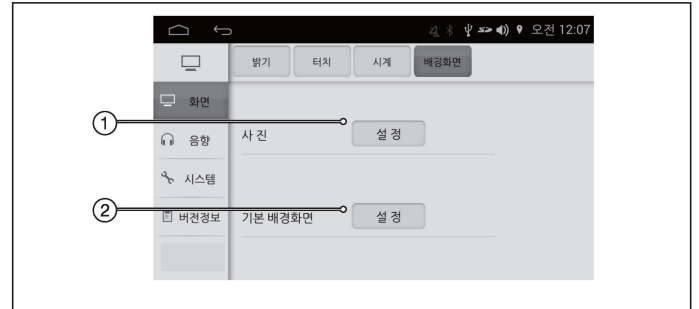 오전 12:07
밝기 터치 시계 배경화면
화면
① 사 진 설 정
음향
시스템
② 버전정보 기본 배경화면 설 정